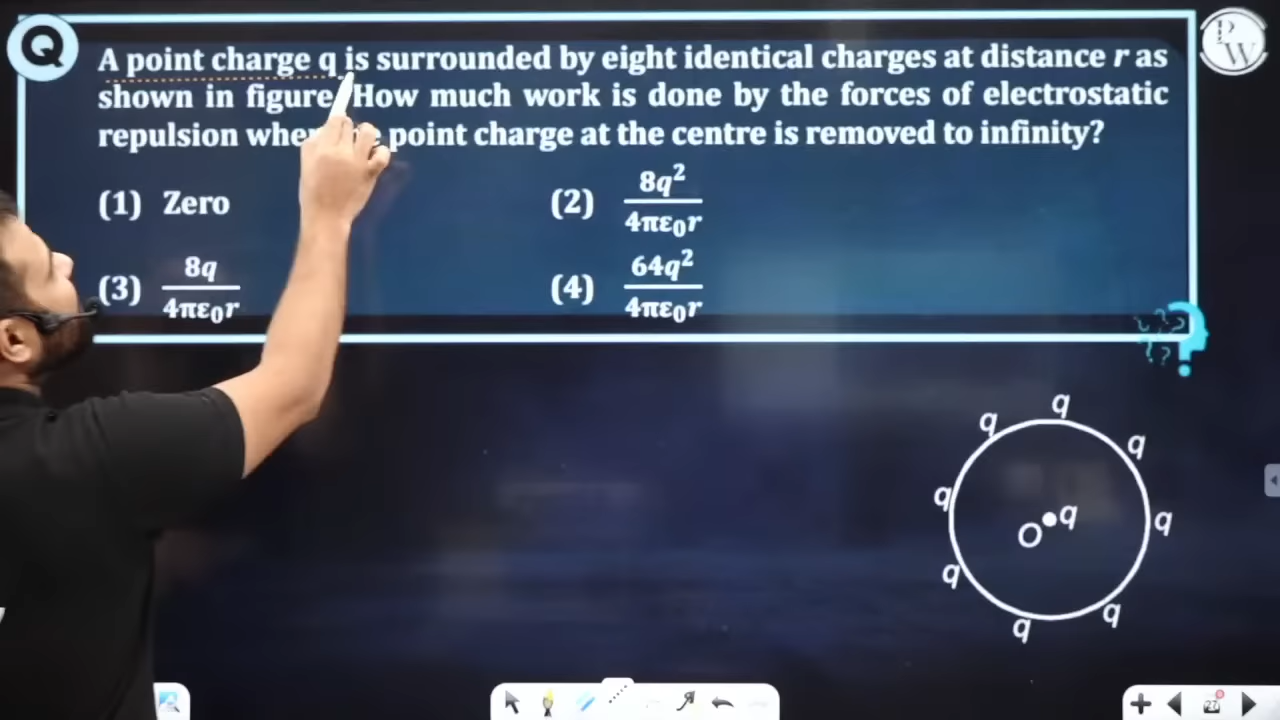 Q
A point charge q is surrounded by eight identical charges at distance r as
shown in figure. How much work is done by the forces of electrostatic
repulsion when the point charge at the centre is removed to infinity?
(1) Zero
(2) 8q²/4πε₀r
(3) 8q/4πε₀r
(4) 64q²/4πε₀r
P
W
q
q
q
q
O q
q
q
q
q
27